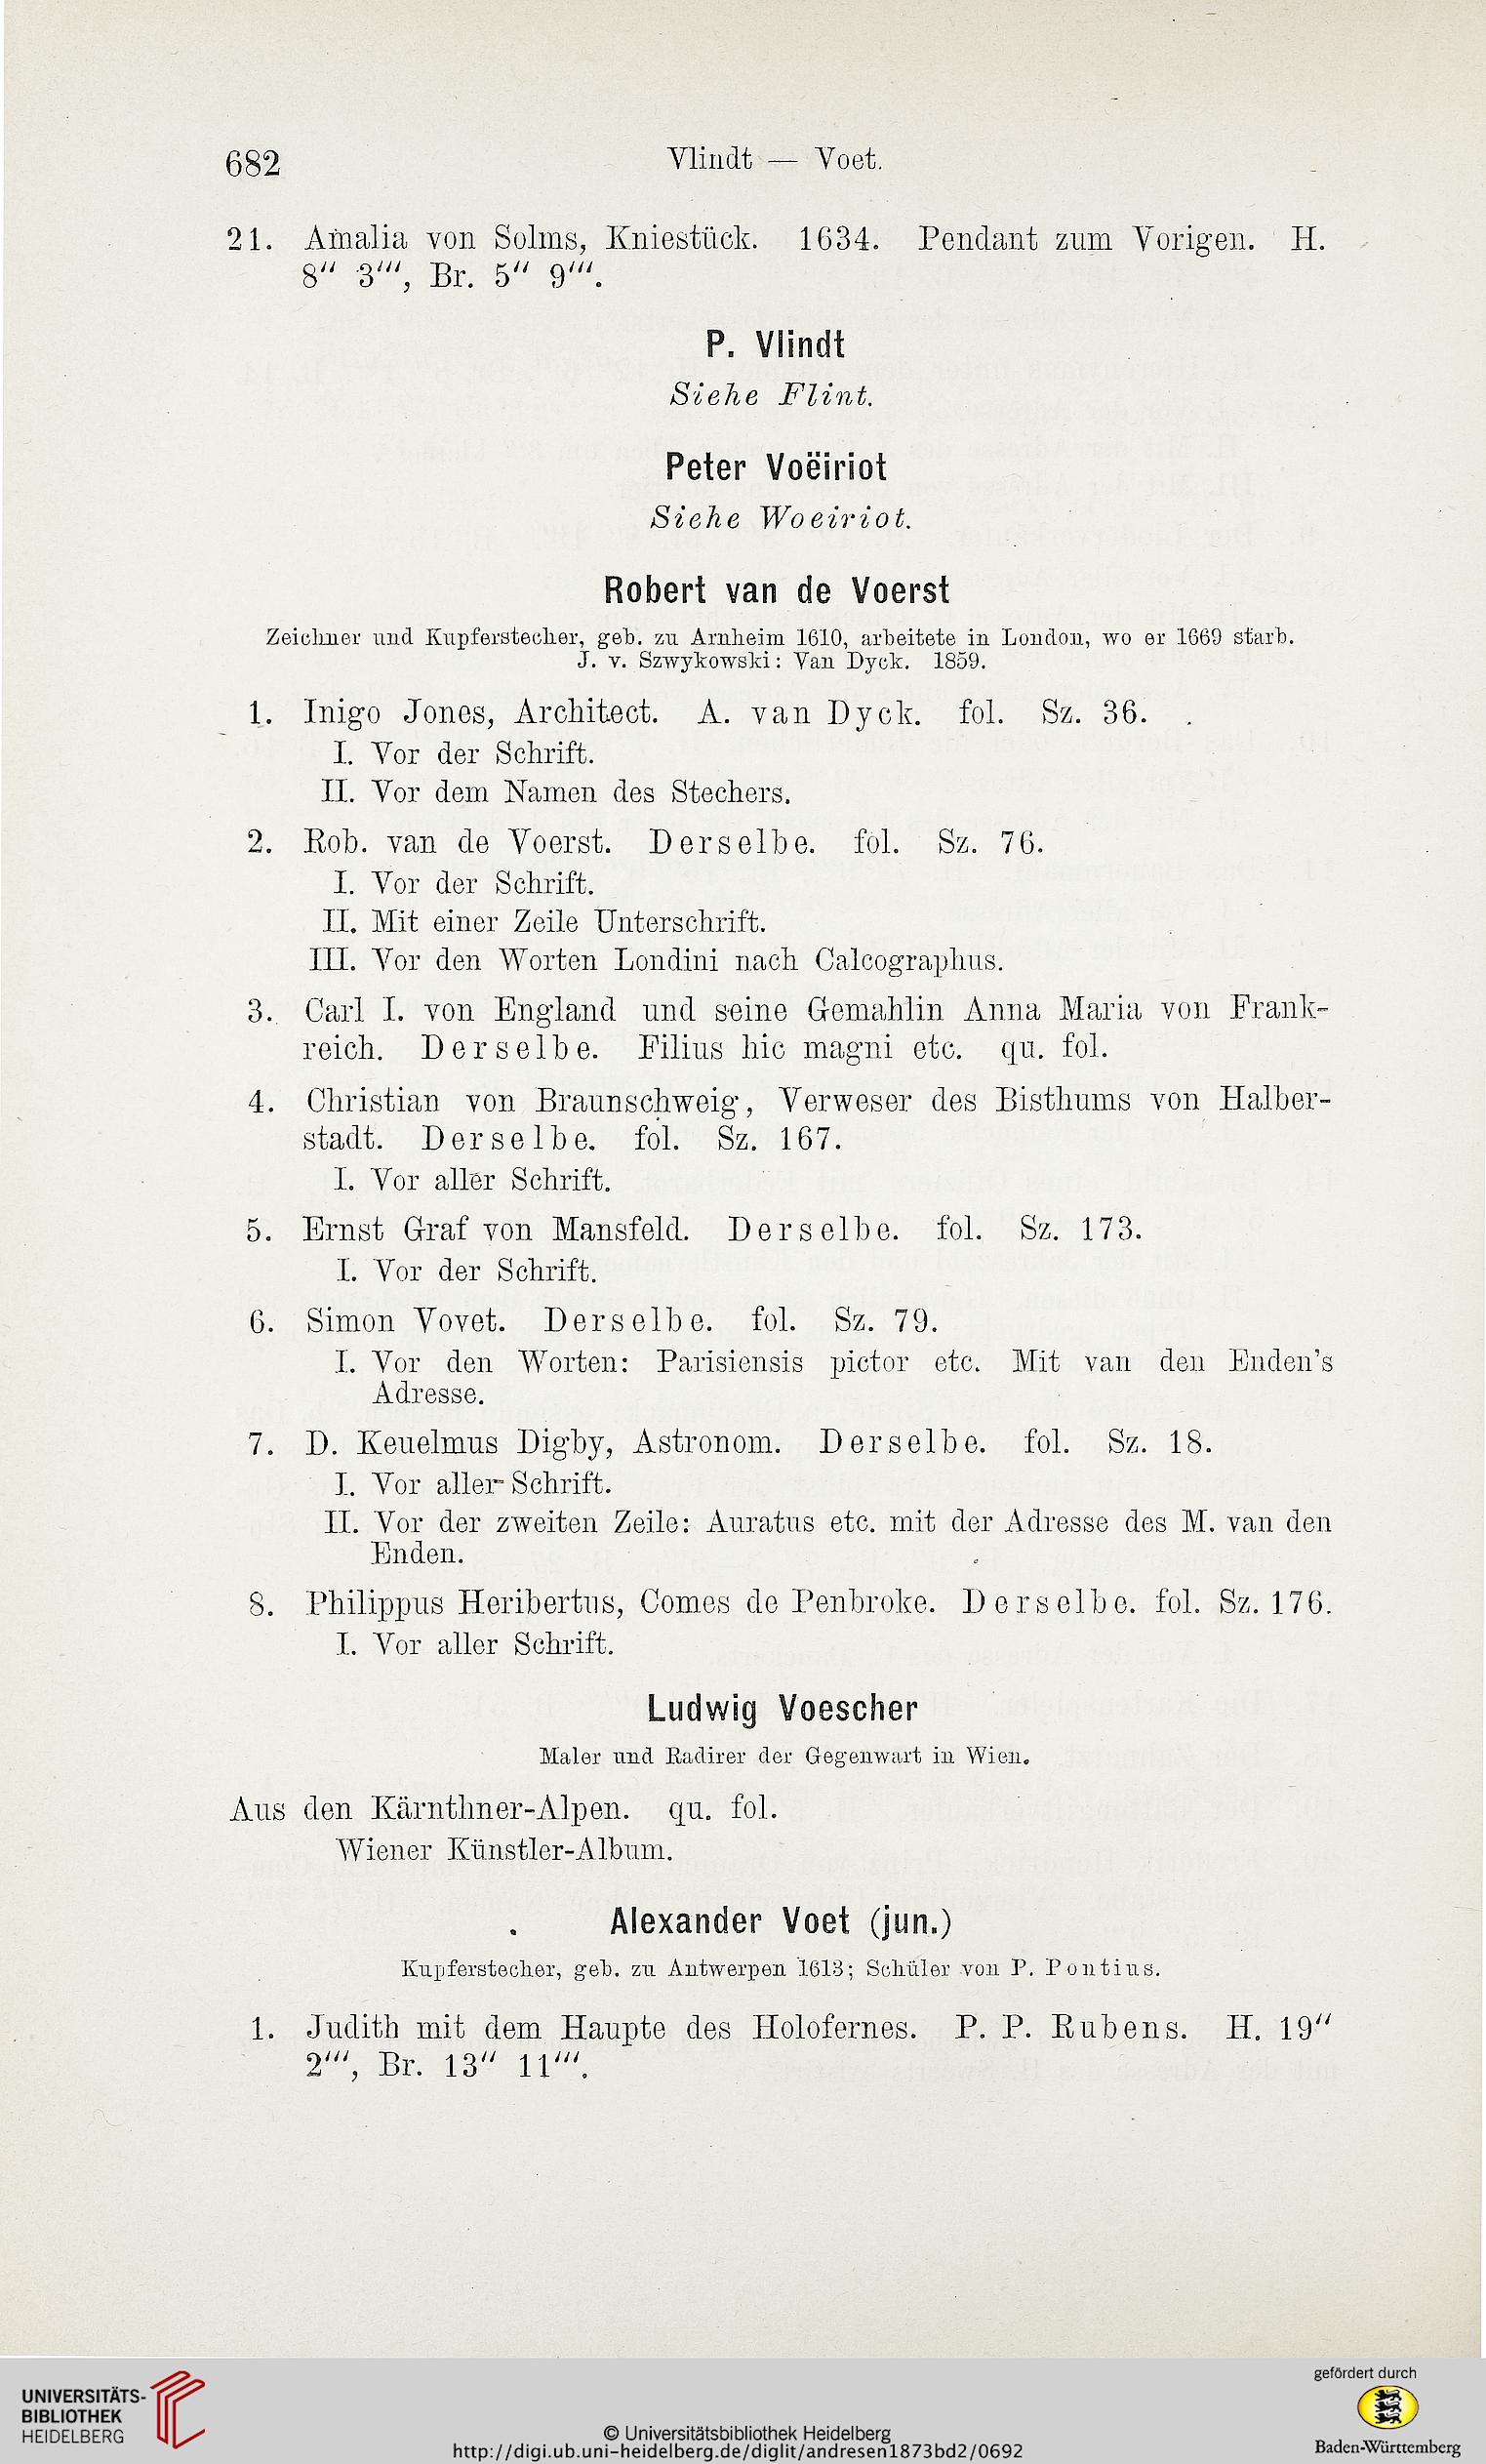 682
Vlindt — Voet.
21. Amalia von Solms, Kniestück. 1634. Pendant zum Vorigen. H.
8″ 3‴, Br. 5″ 9‴.
P. Vlindt
Siehe Flint.
Peter Voëiriot
Siehe Woeiriot.
Robert van de Voerst
Zeichner und Kupferstecher, geb. zu Arnheim 1610, arbeitete in London, wo er 1669 starb.
J. v. Szwykowski: Van Dyck. 1859.
1. Inigo Jones, Architect. A. van Dyck. fol. Sz. 36.
I. Vor der Schrift.
II. Vor dem Namen des Stechers.
2. Rob. van de Voerst. Derselbe. fol. Sz. 76.
I. Vor der Schrift.
II. Mit einer Zeile Unterschrift.
III. Vor den Worten Londini nach Calcographus.
3. Carl I. von England und seine Gemahlin Anna Maria von Frank-
reich. Derselbe. Filius hic magni etc. qu. fol.
4. Christian von Braunschweig, Verweser des Bisthums von Halber-
stadt. Derselbe. fol. Sz. 167.
I. Vor aller Schrift.
5. Ernst Graf von Mansfeld. Derselbe. fol. Sz. 173.
I. Vor der Schrift.
6. Simon Vovet. Derselbe. fol. Sz. 79.
I. Vor den Worten: Parisiensis pictor etc. Mit van den Enden's
Adresse.
7. D. Keuelmus Digby, Astronom. Derselbe. fol. Sz. 18.
I. Vor aller Schrift.
II. Vor der zweiten Zeile: Auratus etc. mit der Adresse des M. van den
Enden.
8. Philippus Heribertus, Comes de Penbroke. Derselbe. fol. Sz. 176.
I. Vor aller Schrift.
Ludwig Voescher
Maler und Radirer der Gegenwart in Wien.
Aus den Kärnthner-Alpen. qu. fol.
Wiener Künstler-Album.
Alexander Voet (jun.)
Kupferstecher, geb. zu Antwerpen 1613; Schüler von P. Pontius.
1. Judith mit dem Haupte des Holofernes. P. P. Rubens. H. 19″
2‴, Br. 13″ 11‴.
UNIVERSITÄTS-
BIBLIOTHEK
HEIDELBERG
© Universitätsbibliothek Heidelberg
http://digi.ub.uni-heidelberg.de/diglit/andresen1873bd2/0692
gefördert durch
Baden-Württemberg